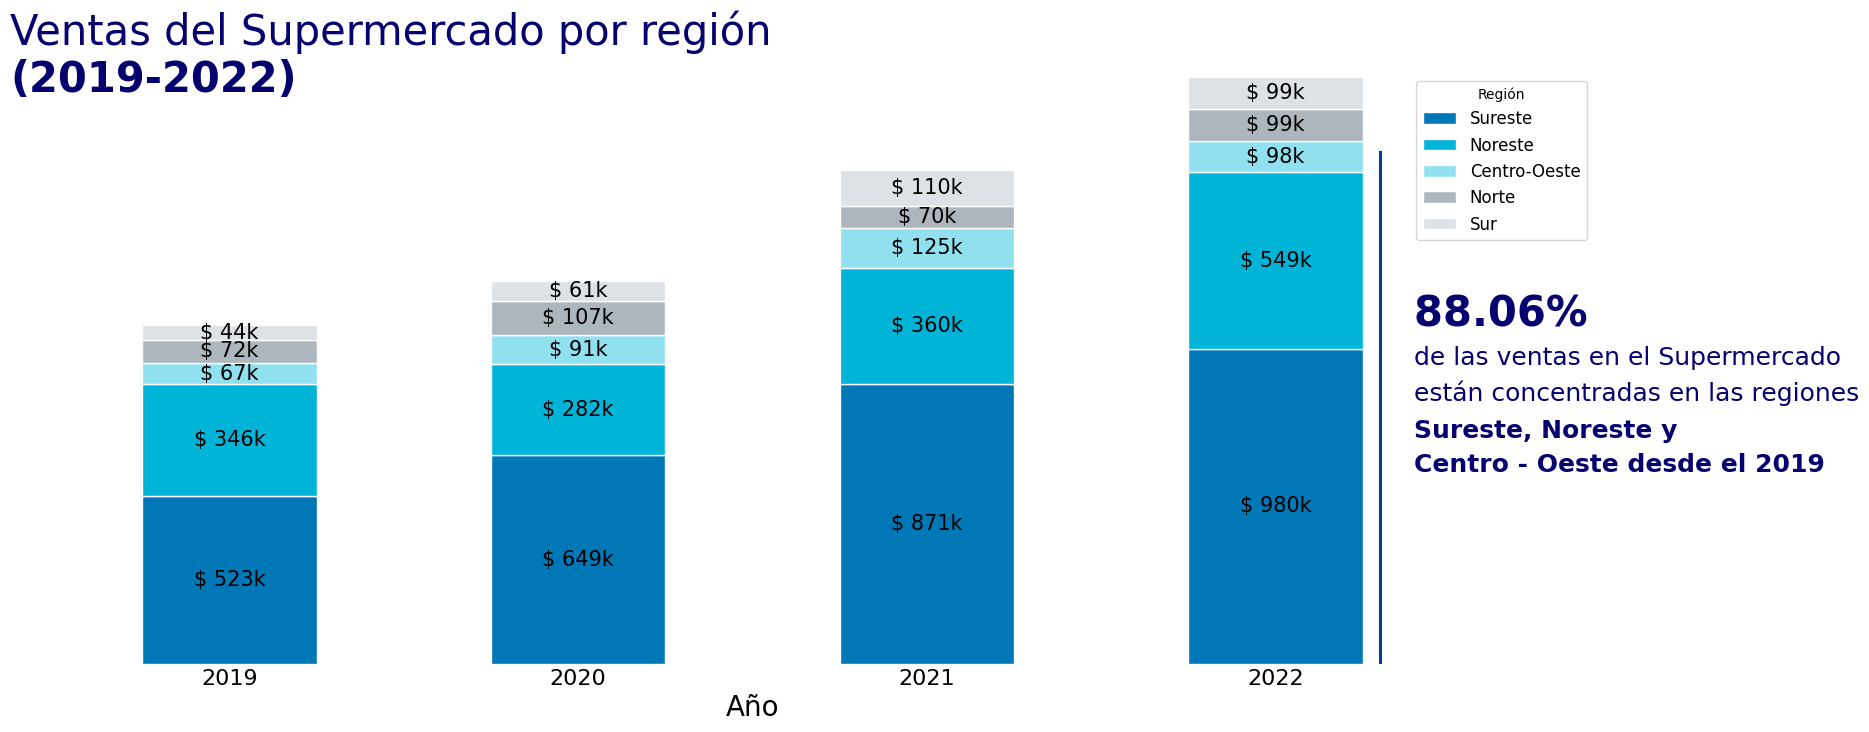 Ventas del Supermercado por región
(2019-2022)
$ 44k
$ 72k
$ 67k
$ 346k
$ 523k
2019
$ 61k
$ 107k
$ 91k
$ 282k
$ 649k
2020
$ 110k
$ 70k
$ 125k
$ 360k
$ 871k
2021
$ 99k
$ 99k
$ 98k
$ 549k
$ 980k
2022
Año
Región
Sureste
Noreste
Centro-Oeste
Norte
Sur
88.06%
de las ventas en el Supermercado
están concentradas en las regiones
Sureste, Noreste y
Centro - Oeste desde el 2019